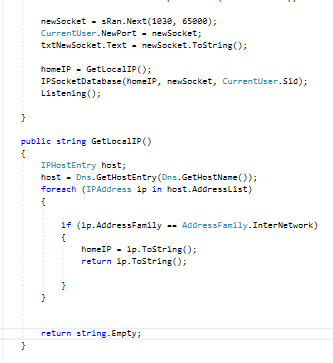 newSocket = sRan.Next(1030, 65000);
CurrentUser.NewPort = newSocket;
txtNewSocket.Text = newSocket.ToString();
homeIP = GetLocalIP();
IPSocketDatabase(homeIP, newSocket, CurrentUser.Sid);
Listening();
}
public string GetLocalIP()
{
IPHostEntry host;
host = Dns.GetHostEntry(Dns.GetHostName());
foreach (IPAddress ip in host.AddressList)
{
if (ip.AddressFamily == AddressFamily.InterNetwork)
{
homeIP = ip.ToString();
return ip.ToString();
}
}
return string.Empty;
}